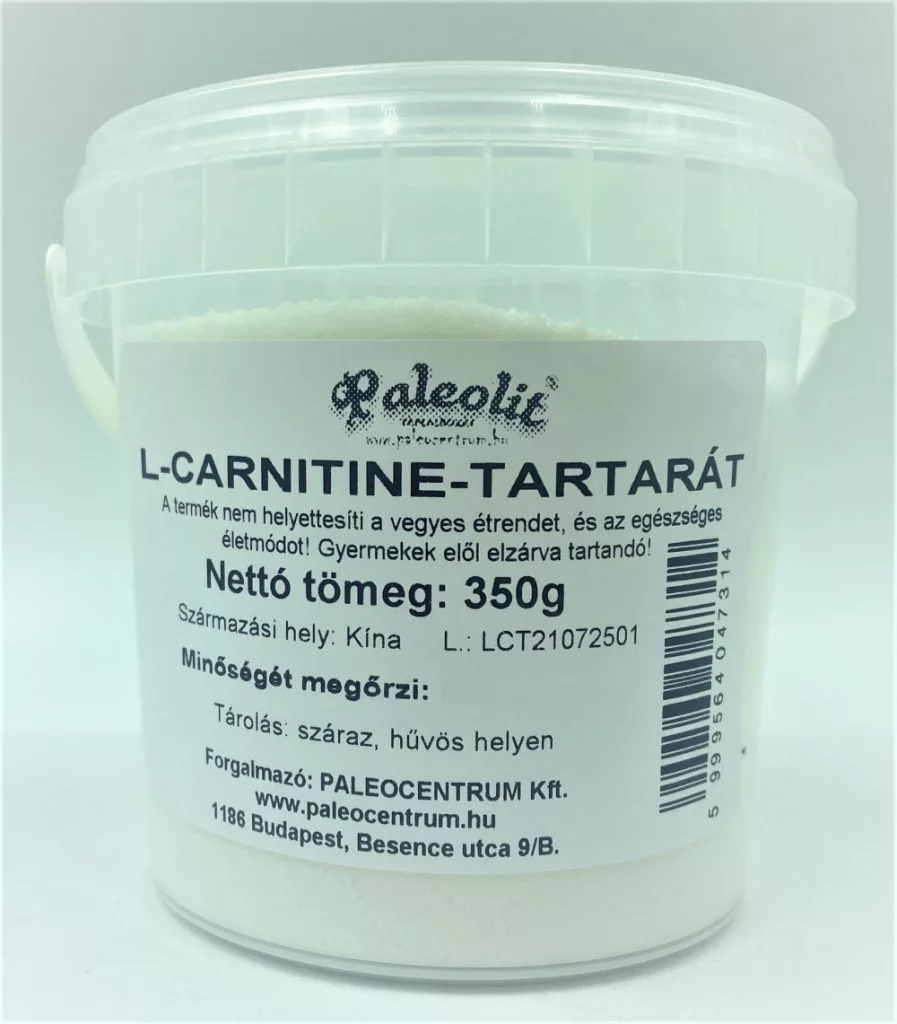 Paleolit
www.paleocentrum.hu
L-CARNITINE-TARTARÁT
A termék nem helyettesíti a vegyes étrendet, és az egészséges
életmódot! Gyermekek elől elzárva tartandó!
Nettó tömeg: 350g
Származási hely: Kína L.: LCT21072501
Minőségét megőrzi:
Tárolás: száraz, hűvös helyen
Forgalmazó: PALEOCENTRUM Kft.
www.paleocentrum.hu
1186 Budapest, Besence utca 9/B.
5 999564 047314